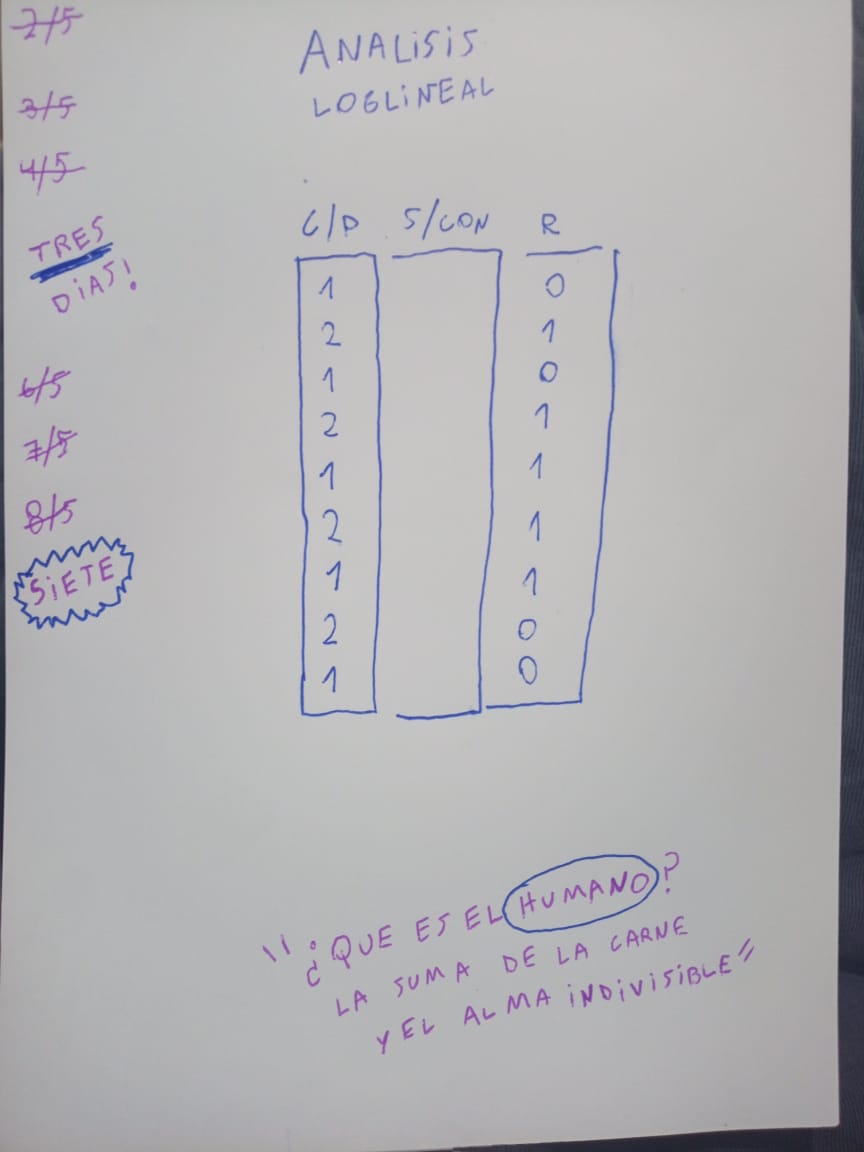 2/5
3/5
4/5
TRES
DiAS!
6/5
7/5
8/5
SiETE
ANALiSiS
LOGLiNEAL
C/D S/CON R
1 0
2 1
1 0
2 1
1 1
2 1
1 1
2 0
1 0
"¿QUE ES EL HUMANO?
LA SUMA DE LA CARNE
Y EL ALMA iNDiViSiBLE"